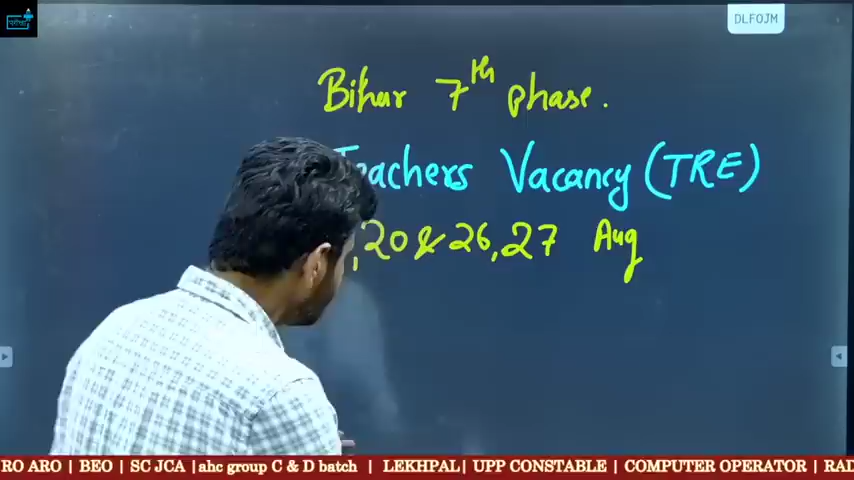 DLFOJM
Bihar 7th phase.
Teachers Vacancy (TRE)
,20 & 26,27 Aug
RO ARO | BEO | SC JCA | ahc group C & D batch | LEKHPAL| UPP CONSTABLE | COMPUTER OPERATOR | RAD